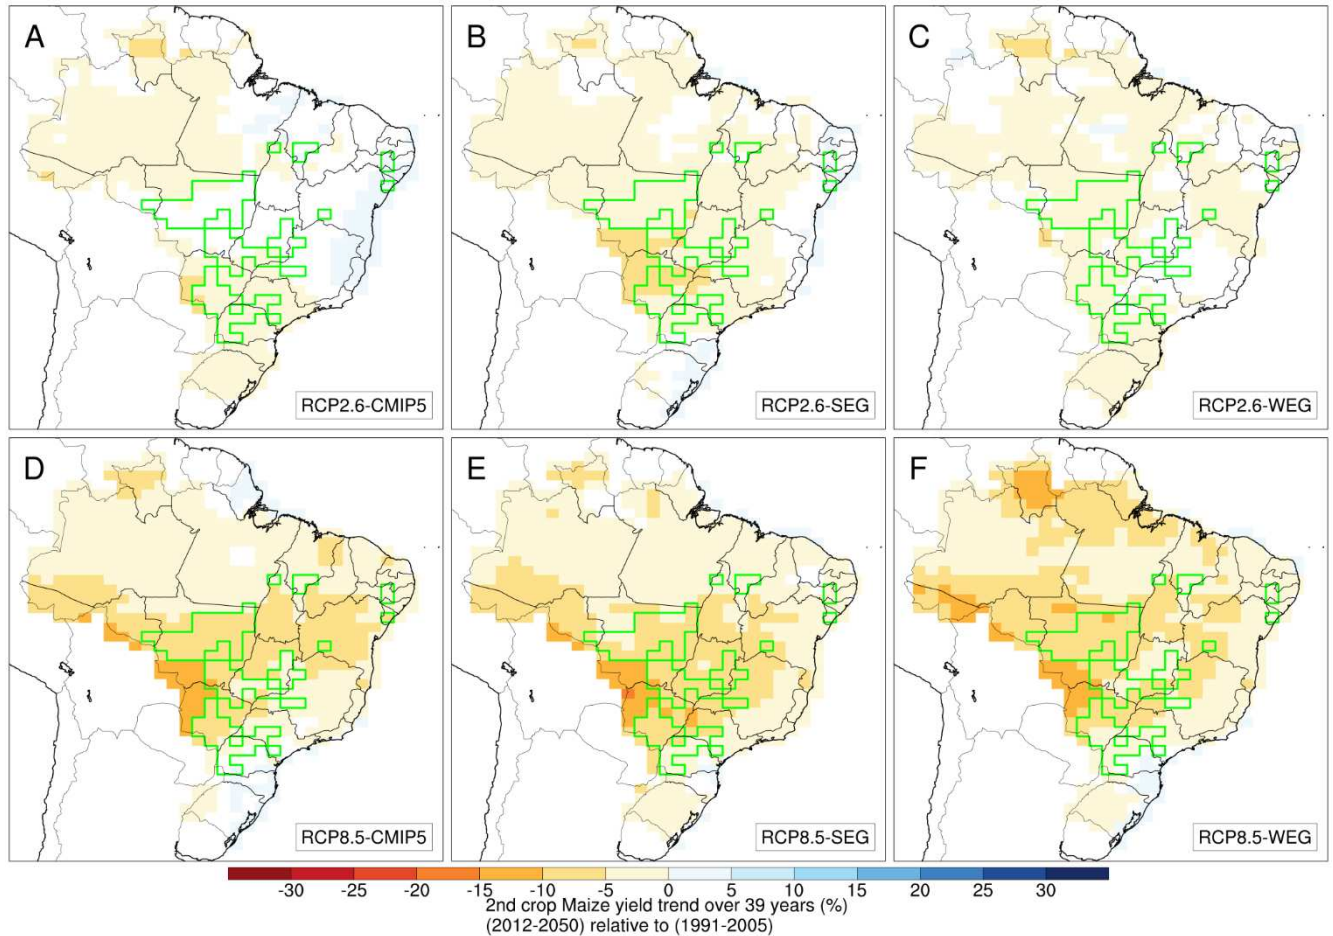 A
B
C
RCP2.6-CMIP5
RCP2.6-SEG
RCP2.6-WEG
D
E
F
RCP8.5-CMIP5
RCP8.5-SEG
RCP8.5-WEG
-30 -25 -20 -15 -10 -5 0 5 10 15 20 25 30
2nd crop Maize yield trend over 39 years (%)
(2012-2050) relative to (1991-2005)